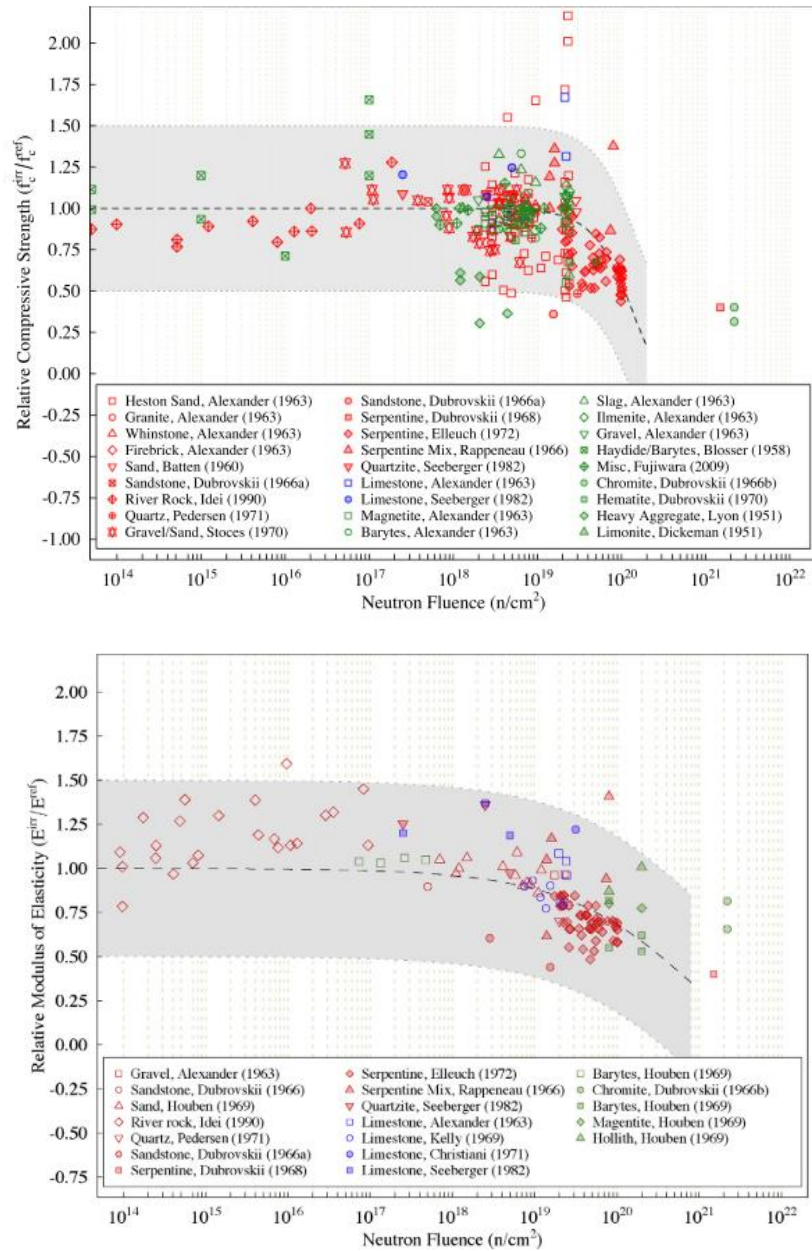 Relative Compressive Strength (f_c^irr/f_c^ref)
2.00
1.75
1.50
1.25
1.00
0.75
0.50
0.25
0.00
-0.25
-0.50
-0.75
-1.00
Heston Sand, Alexander (1963)
Granite, Alexander (1963)
Whinstone, Alexander (1963)
Firebrick, Alexander (1963)
Sand, Batten (1960)
Sandstone, Dubrovskii (1966a)
River Rock, Idei (1990)
Quartz, Pedersen (1971)
Gravel/Sand, Stoces (1970)
Sandstone, Dubrovskii (1966a)
Serpentine, Dubrovskii (1968)
Serpentine, Elleuch (1972)
Serpentine Mix, Rappeneau (1966)
Quartzite, Seeberger (1982)
Limestone, Alexander (1963)
Limestone, Seeberger (1982)
Magnetite, Alexander (1963)
Barytes, Alexander (1963)
Slag, Alexander (1963)
Ilmenite, Alexander (1963)
Gravel, Alexander (1963)
Haydide/Barytes, Blosser (1958)
Misc, Fujiwara (2009)
Chromite, Dubrovskii (1966b)
Hematite, Dubrovskii (1970)
Heavy Aggregate, Lyon (1951)
Limonite, Dickeman (1951)
10^14 10^15 10^16 10^17 10^18 10^19 10^20 10^21 10^22
Neutron Fluence (n/cm^2)
Relative Modulus of Elasticity (E^irr/E^ref)
2.00
1.75
1.50
1.25
1.00
0.75
0.50
0.25
0.00
-0.25
-0.50
-0.75
Gravel, Alexander (1963)
Sandstone, Dubrovskii (1966)
Sand, Houben (1969)
River rock, Idei (1990)
Quartz, Pedersen (1971)
Sandstone, Dubrovskii (1966a)
Serpentine, Dubrovskii (1968)
Serpentine, Elleuch (1972)
Serpentine Mix, Rappeneau (1966)
Quartzite, Seeberger (1982)
Limestone, Alexander (1963)
Limestone, Kelly (1969)
Limestone, Christiani (1971)
Limestone, Seeberger (1982)
Barytes, Houben (1969)
Chromite, Dubrovskii (1966b)
Barytes, Houben (1969)
Magentite, Houben (1969)
Hollith, Houben (1969)
10^14 10^15 10^16 10^17 10^18 10^19 10^20 10^21 10^22
Neutron Fluence (n/cm^2)